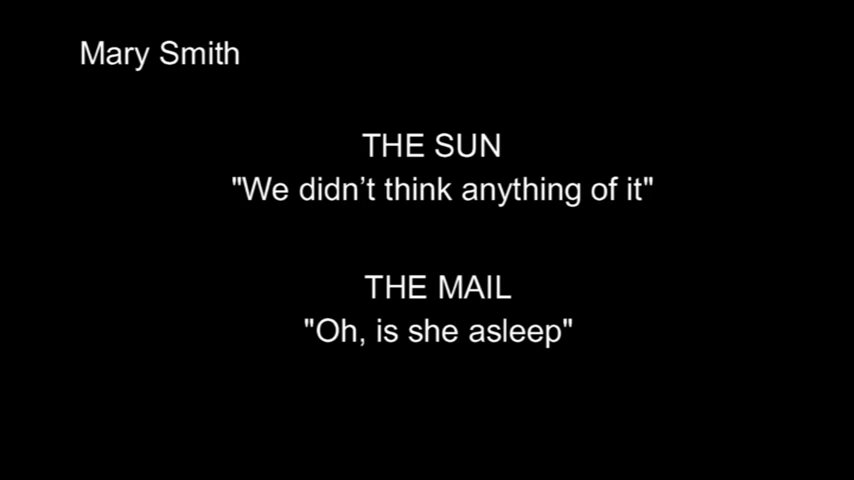 Mary Smith
THE SUN
"We didn’t think anything of it"
THE MAIL
"Oh, is she asleep"